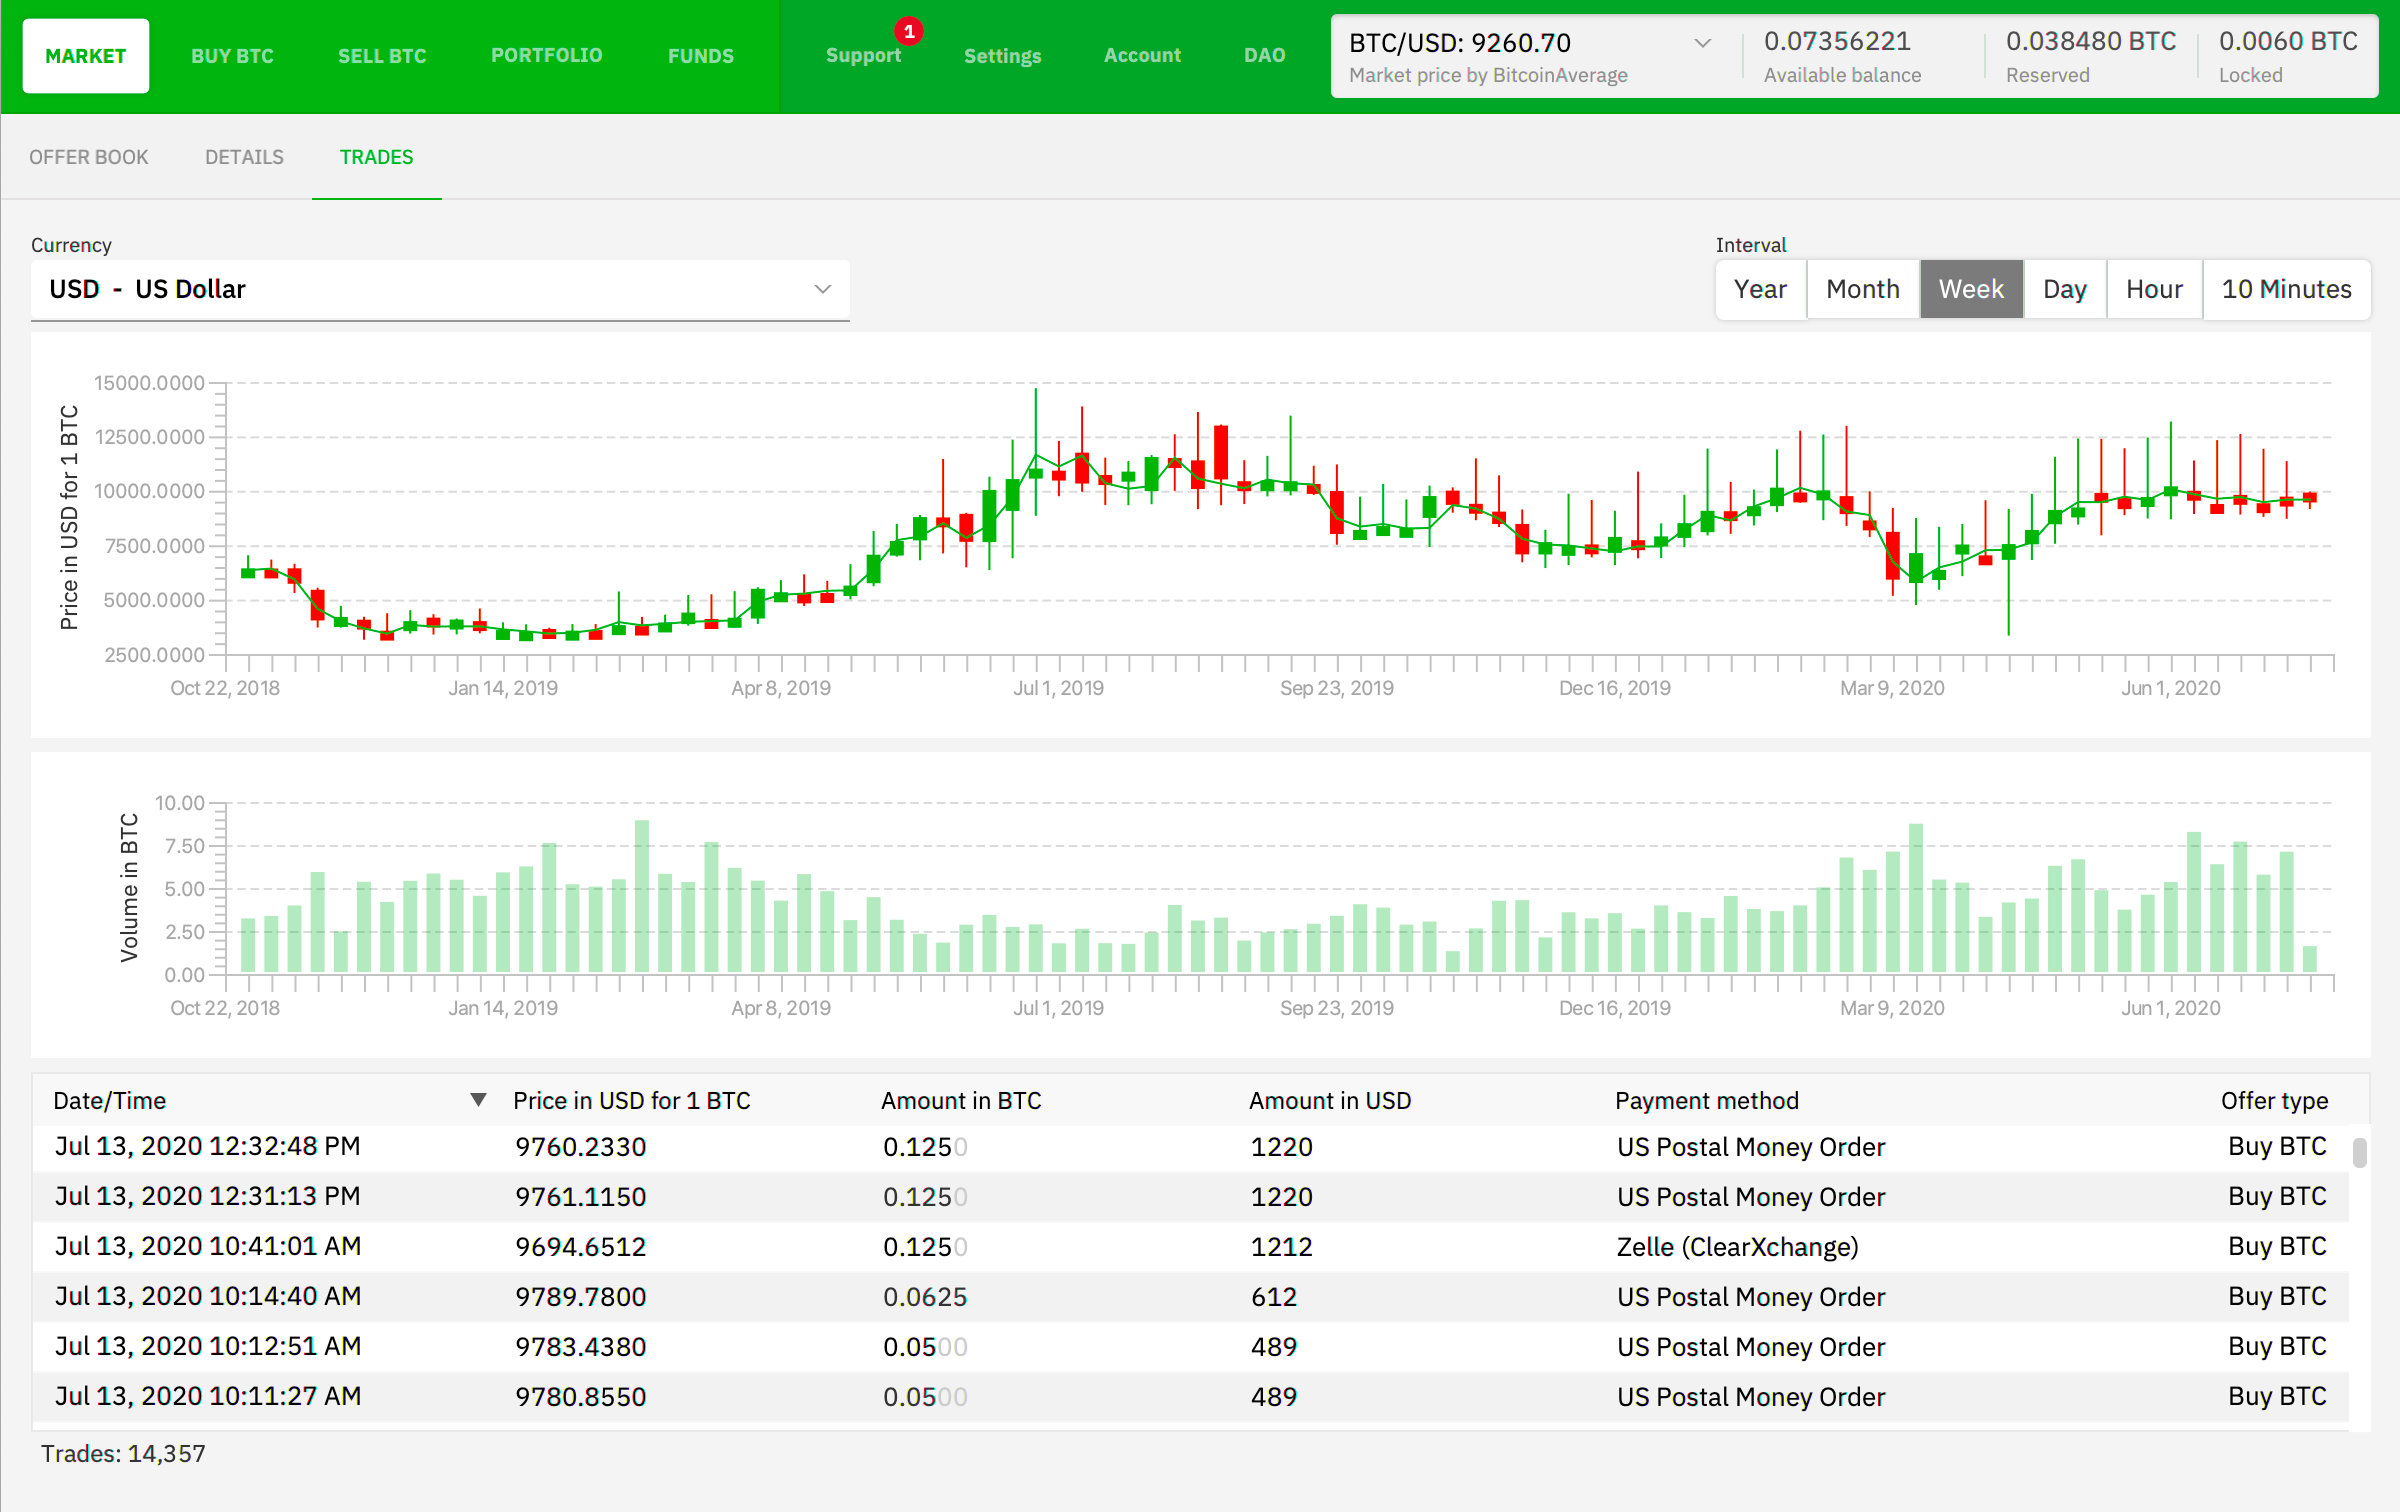 MARKET BUY BTC SELL BTC PORTFOLIO FUNDS Support 1 Settings Account DAO
BTC/USD: 9260.70 0.07356221 0.038480 BTC 0.0060 BTC
Market price by BitcoinAverage Available balance Reserved Locked
OFFER BOOK DETAILS TRADES
Currency Interval
USD - US Dollar Year Month Week Day Hour 10 Minutes
Price in USD for 1 BTC
15000.0000
12500.0000
10000.0000
7500.0000
5000.0000
2500.0000
Oct 22, 2018 Jan 14, 2019 Apr 8, 2019 Jul 1, 2019 Sep 23, 2019 Dec 16, 2019 Mar 9, 2020 Jun 1, 2020
Volume in BTC
10.00
7.50
5.00
2.50
0.00
Oct 22, 2018 Jan 14, 2019 Apr 8, 2019 Jul 1, 2019 Sep 23, 2019 Dec 16, 2019 Mar 9, 2020 Jun 1, 2020
Date/Time Price in USD for 1 BTC Amount in BTC Amount in USD Payment method Offer type
Jul 13, 2020 12:32:48 PM 9760.2330 0.1250 1220 US Postal Money Order Buy BTC
Jul 13, 2020 12:31:13 PM 9761.1150 0.1250 1220 US Postal Money Order Buy BTC
Jul 13, 2020 10:41:01 AM 9694.6512 0.1250 1212 Zelle (ClearXchange) Buy BTC
Jul 13, 2020 10:14:40 AM 9789.7800 0.0625 612 US Postal Money Order Buy BTC
Jul 13, 2020 10:12:51 AM 9783.4380 0.0500 489 US Postal Money Order Buy BTC
Jul 13, 2020 10:11:27 AM 9780.8550 0.0500 489 US Postal Money Order Buy BTC
Trades: 14,357